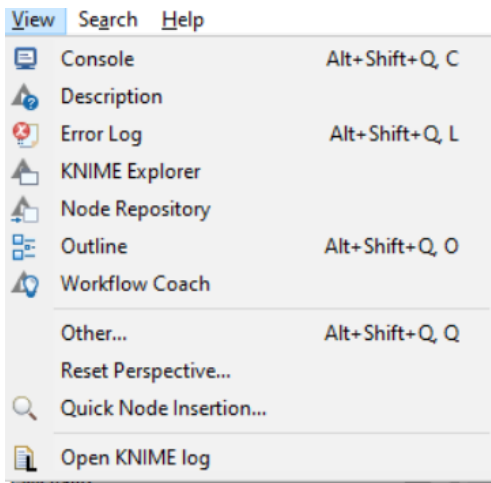 View Search Help
Console Alt+Shift+Q, C
Description
Error Log Alt+Shift+Q, L
KNIME Explorer
Node Repository
Outline Alt+Shift+Q, O
Workflow Coach
Other... Alt+Shift+Q, Q
Reset Perspective...
Quick Node Insertion...
Open KNIME log